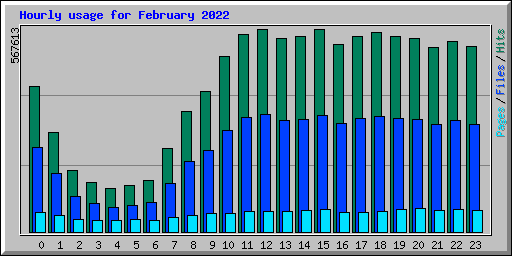 Hourly usage for February 2022
567613
Pages / Files / Hits
0 1 2 3 4 5 6 7 8 9 10 11 12 13 14 15 16 17 18 19 20 21 22 23